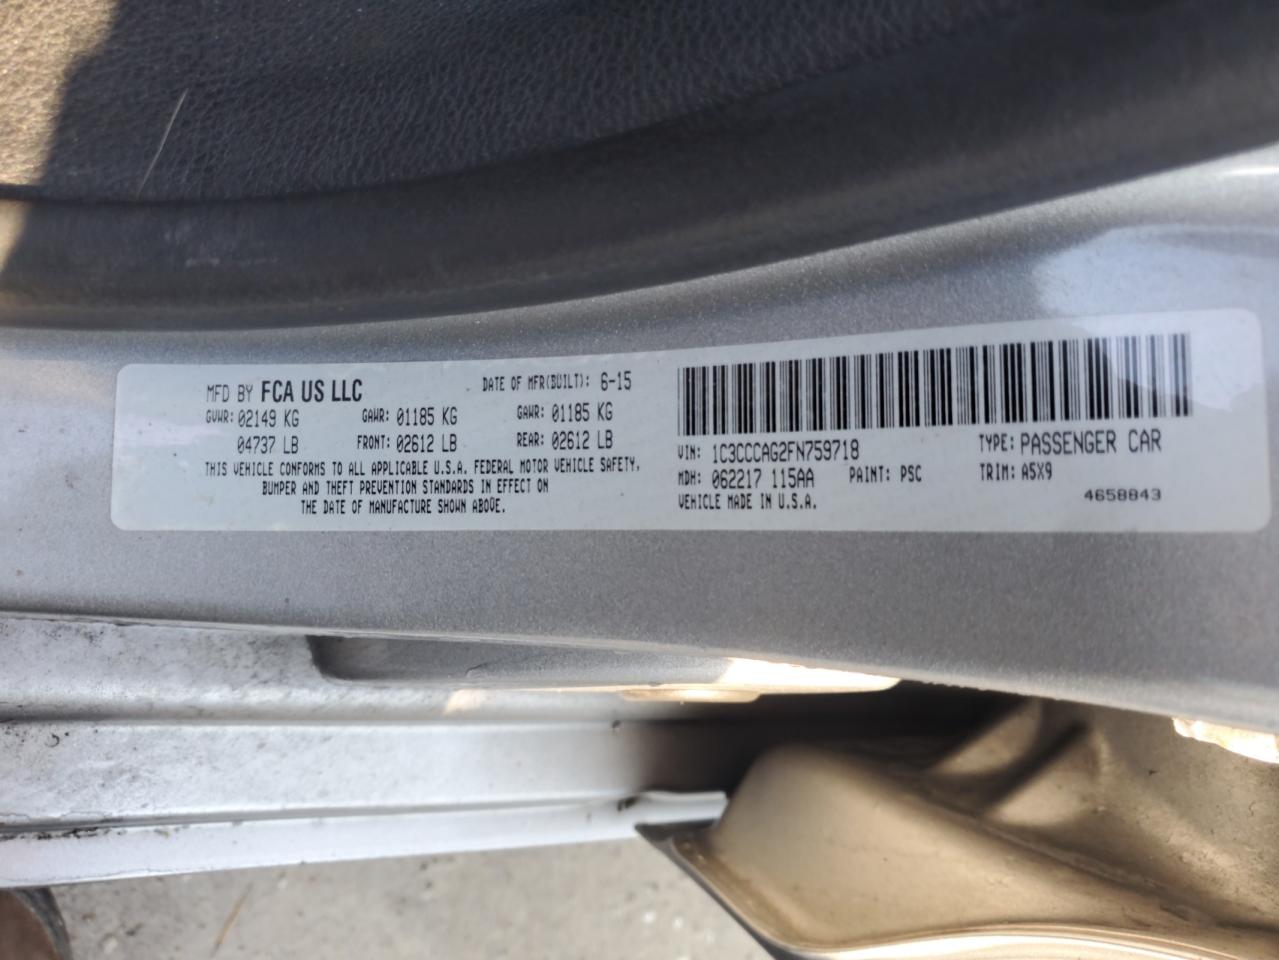 MFD BY FCA US LLC DATE OF MFR(BUILT): 6-15
GVWR: 02149 KG GAWR: 01185 KG GAWR: 01185 KG
04737 LB FRONT: 02612 LB REAR: 02612 LB
THIS VEHICLE CONFORMS TO ALL APPLICABLE U.S.A. FEDERAL MOTOR VEHICLE SAFETY,
BUMPER AND THEFT PREVENTION STANDARDS IN EFFECT ON
THE DATE OF MANUFACTURE SHOWN ABOVE.
VIN: 1C3CCCAG2FN759718 TYPE: PASSENGER CAR
MDH: 062217 115AA PAINT: PSC TRIM: A5X9
VEHICLE MADE IN U.S.A. 4658843